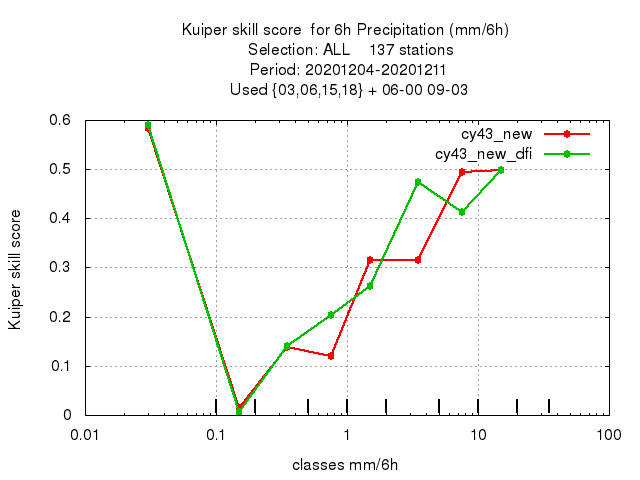 Kuiper skill score  for 6h Precipitation (mm/6h)
Selection: ALL    137 stations
Period: 20201204-20201211
Used {03,06,15,18} + 06-00 09-03
cy43_new
cy43_new_dfi
0.6
0.5
0.4
0.3
0.2
0.1
0
Kuiper skill score
0.01 0.1 1 10 100
classes mm/6h